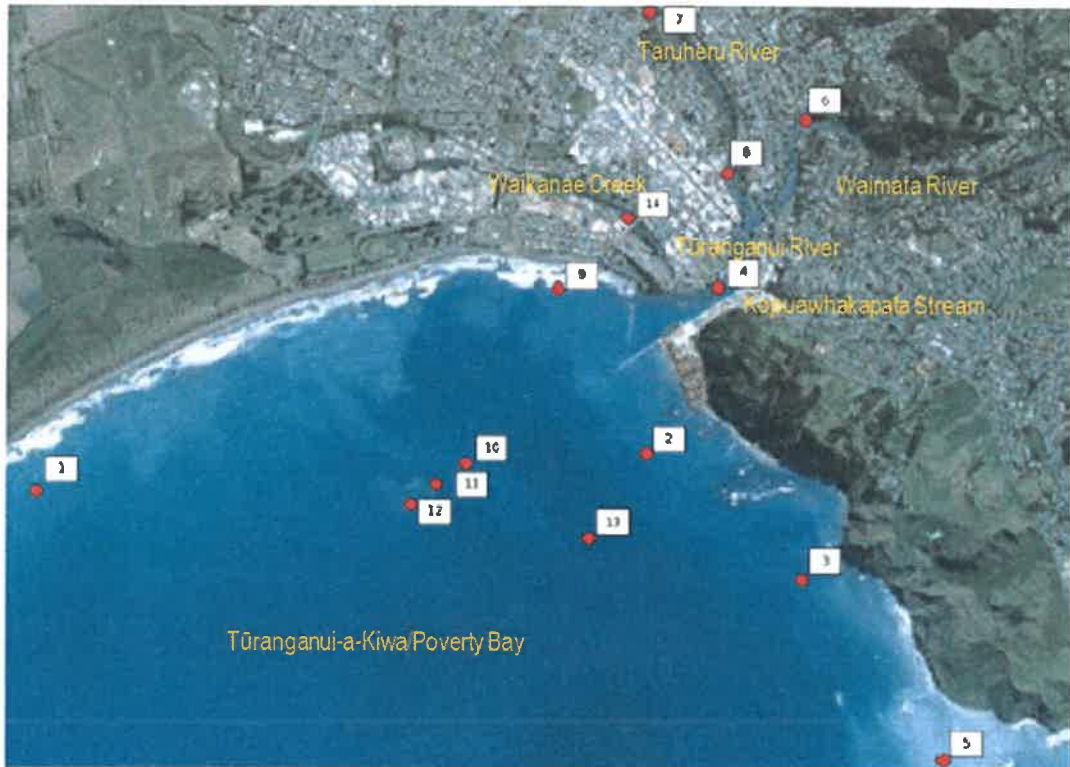 7
Taruheru River
6
8
Waikanae Creek
Waimata River
14
Tūranganui River
9
4
Kopuawhakapata Stream
2
10
1
11
12
13
3
Tūranganui-a-Kiwa/Poverty Bay
5